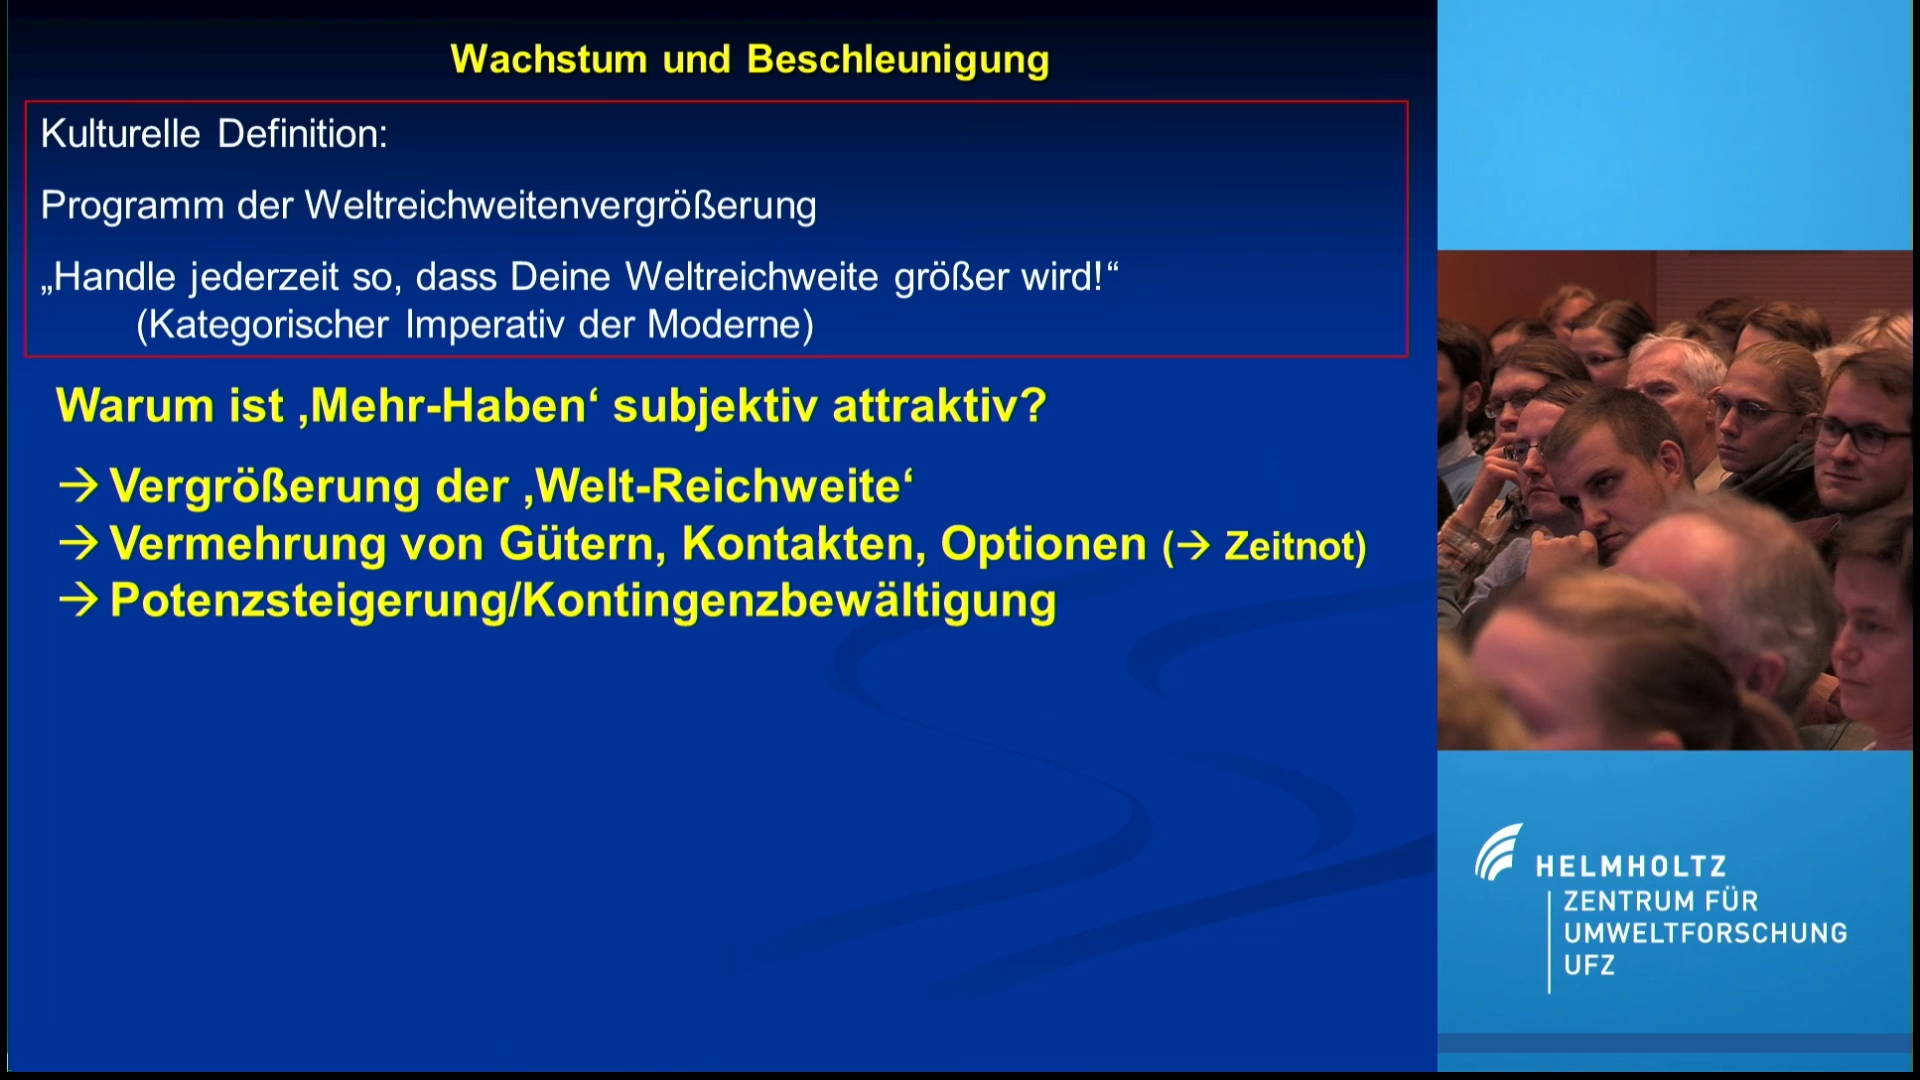 Wachstum und Beschleunigung
Kulturelle Definition:
Programm der Weltreichweitenvergrößerung
„Handle jederzeit so, dass Deine Weltreichweite größer wird!“
(Kategorischer Imperativ der Moderne)
Warum ist ‚Mehr-Haben‘ subjektiv attraktiv?
→ Vergrößerung der ‚Welt-Reichweite‘
→ Vermehrung von Gütern, Kontakten, Optionen (→ Zeitnot)
→ Potenzsteigerung/Kontingenzbewältigung
HELMHOLTZ
ZENTRUM FÜR
UMWELTFORSCHUNG
UFZ